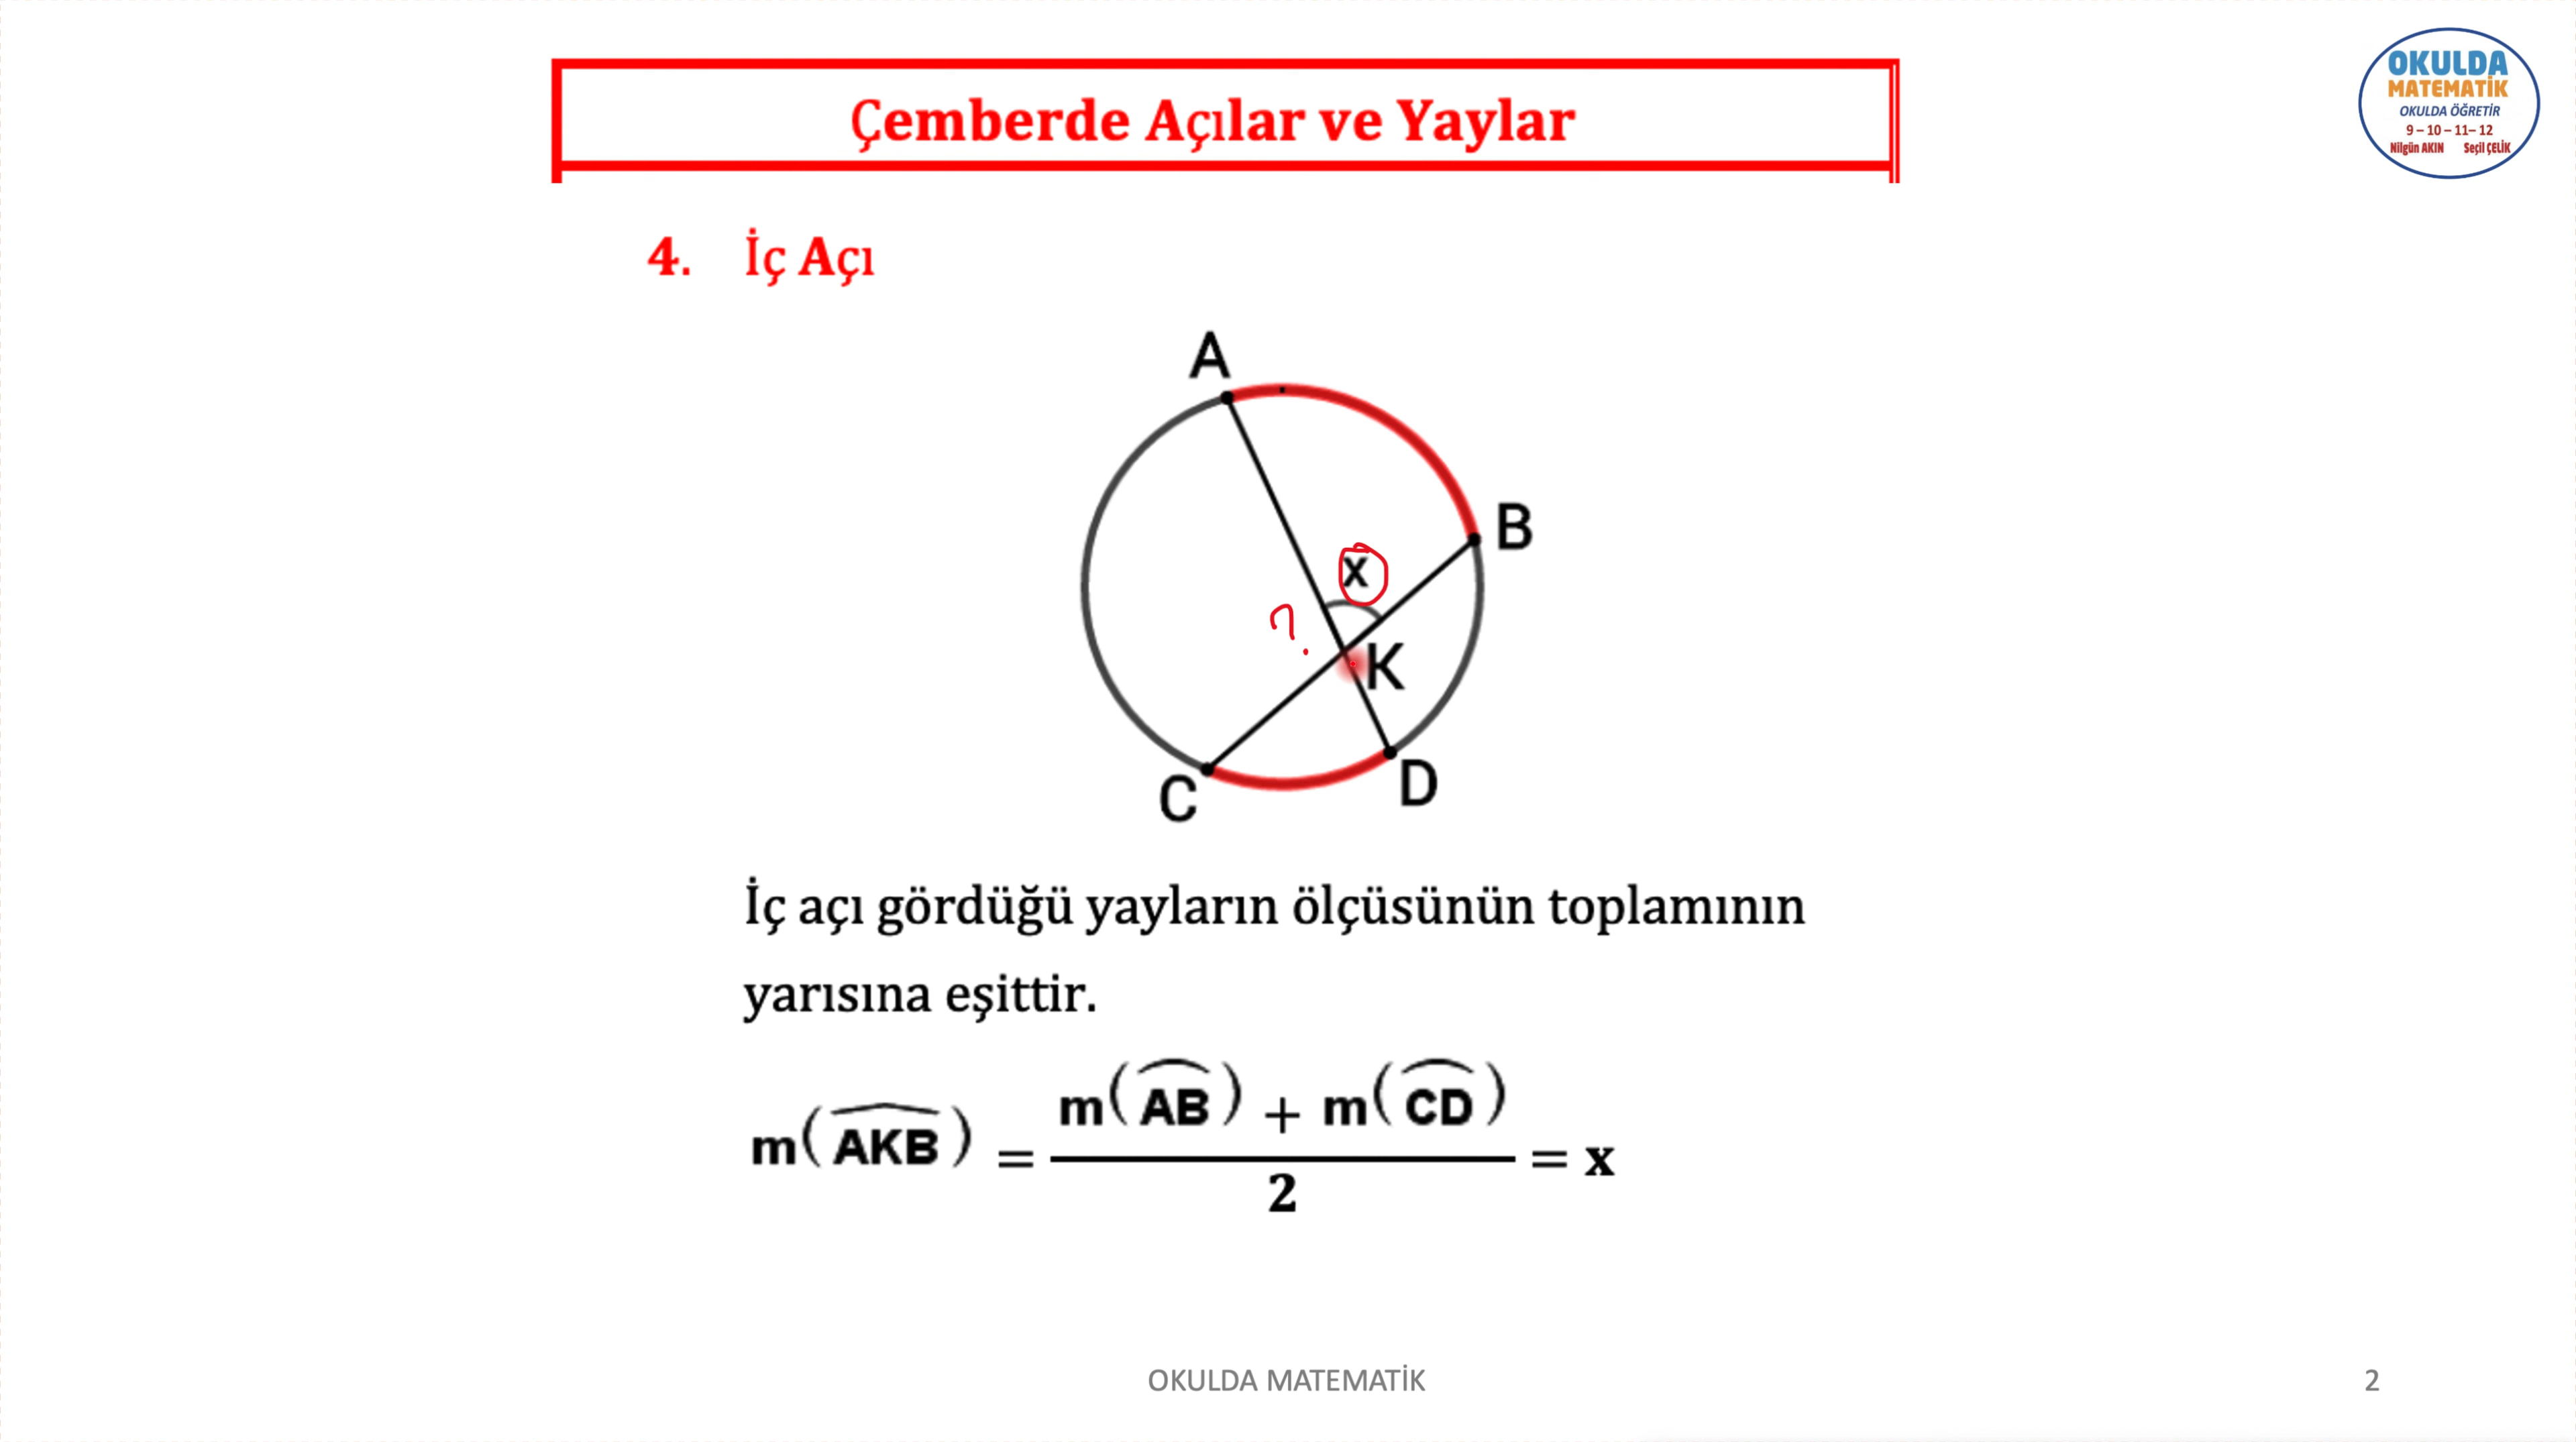 OKULDA
MATEMATİK
OKULDA ÖĞRETİR
9 – 10 – 11– 12
Nilgün AKIN Seçil ÇELİK
Çemberde Açılar ve Yaylar
4. İç Açı
A
B
x
?
K
C
D
İç açı gördüğü yayların ölçüsünün toplamının
yarısına eşittir.
m(AKB) = (m(AB) + m(CD)) / 2 = x
OKULDA MATEMATİK 2